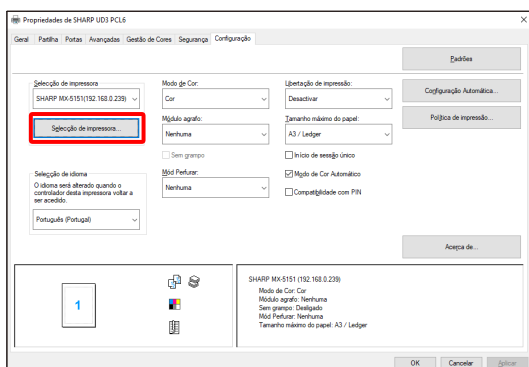 Propriedades de SHARP UD3 PCL6
Geral Partilha Portas Avançadas Gestão de Cores Segurança Configuração
Padrões
Selecção de impressora
SHARP MX-5151(192.168.0.239)
Selecção de impressora...
Selecção de idioma
O idioma será alterado quando o
controlador desta impressora voltar a
ser acedido.
Português (Portugal)
Modo de Cor:
Cor
Módulo agrafo:
Nenhuma
Sem grampo
Mód Perfurar:
Nenhuma
Libertação de impressão:
Desactivar
Tamanho máximo do papel:
A3 / Ledger
Início de sessão único
Modo de Cor Automático
Compatibilidade com PIN
Configuração Automática...
Política de impressão...
Acerca de...
1
SHARP MX-5151 (192.168.0.239)
Modo de Cor: Cor
Módulo agrafo: Nenhuma
Sem grampo: Desligado
Mód Perfurar: Nenhuma
Tamanho máximo do papel: A3 / Ledger
OK Cancelar Aplicar